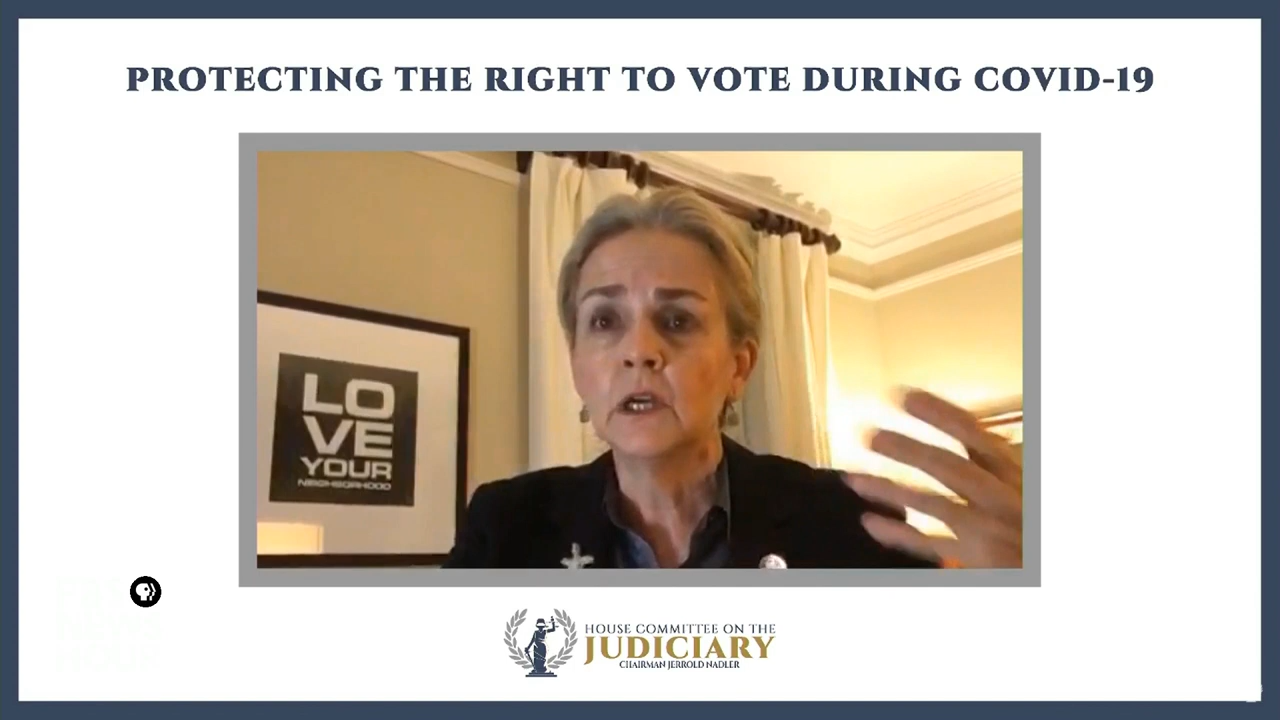 PROTECTING THE RIGHT TO VOTE DURING COVID-19
LO
VE
YOUR
NEIGHBORHOOD
HOUSE COMMITTEE ON THE
JUDICIARY
CHAIRMAN JERROLD NADLER